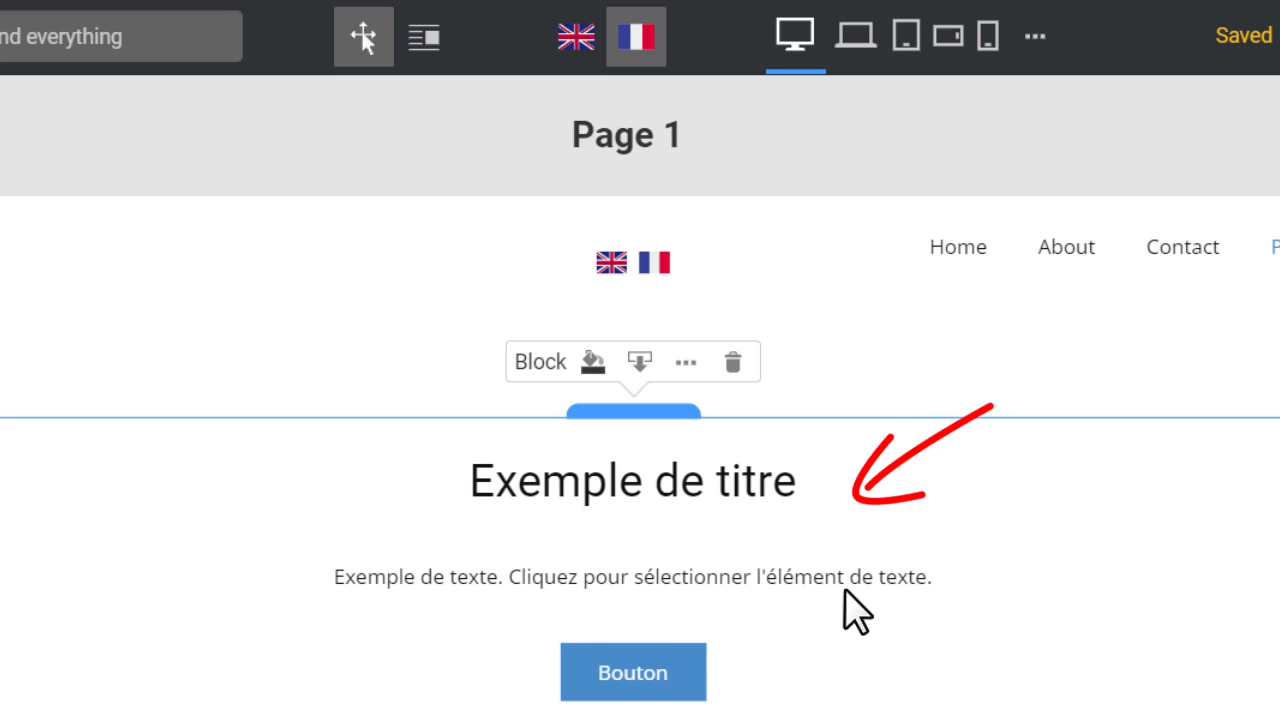 nd everything
Saved
Page 1
Home About Contact P
Block
Exemple de titre
Exemple de texte. Cliquez pour sélectionner l'élément de texte.
Bouton